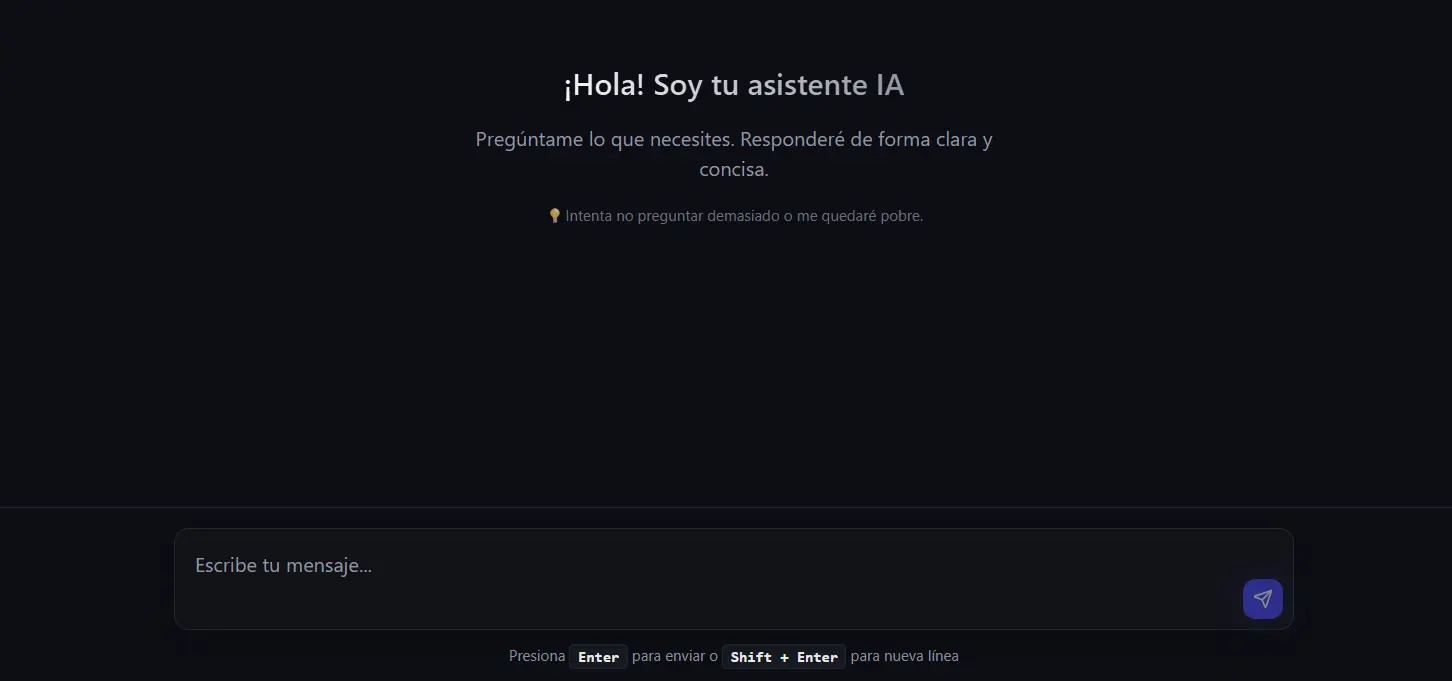 ¡Hola! Soy tu asistente IA
Pregúntame lo que necesites. Responderé de forma clara y
concisa.
💡 Intenta no preguntar demasiado o me quedaré pobre.
Escribe tu mensaje...
Presiona Enter para enviar o Shift + Enter para nueva línea